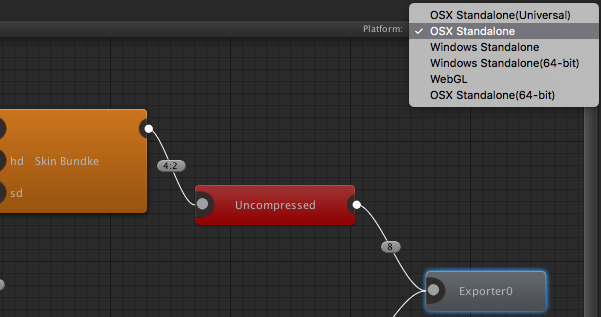 OSX Standalone(Universal)
Platform: ✓ OSX Standalone
Windows Standalone
Windows Standalone(64-bit)
WebGL
OSX Standalone(64-bit)
hd Skin Bundke
4:2
sd
Uncompressed
8
Exporter0